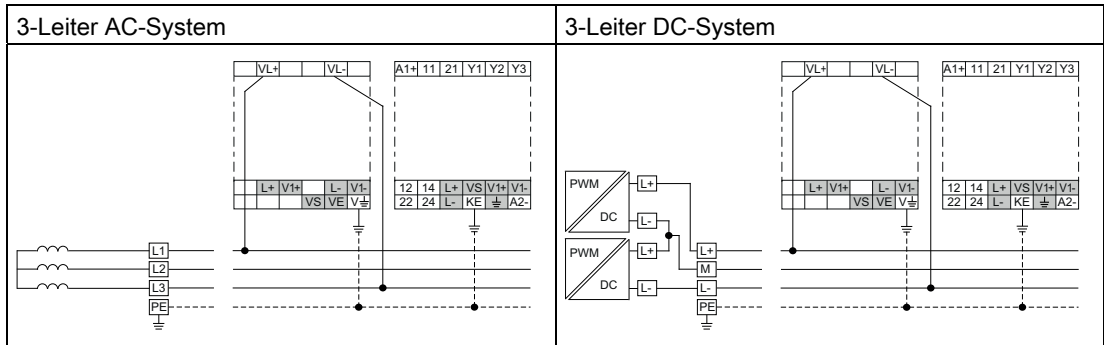 3-Leiter AC-System
VL+ VL-
A1+ 11 21 Y1 Y2 Y3
L+ V1+ L- V1-
VS VE V⏚
12 14 L+ VS V1+ V1-
22 24 L- KE ⏚ A2-
L1
L2
L3
PE
3-Leiter DC-System
VL+ VL-
A1+ 11 21 Y1 Y2 Y3
PWM
DC
L+
L-
PWM
DC
L+
L-
L+ V1+ L- V1-
VS VE V⏚
12 14 L+ VS V1+ V1-
22 24 L- KE ⏚ A2-
L+
M
L-
PE